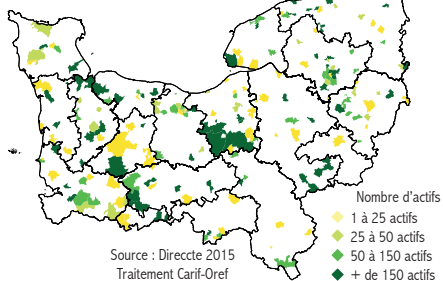 Nombre d'actifs
1 à 25 actifs
25 à 50 actifs
50 à 150 actifs
+ de 150 actifs
Source : Direccte 2015
Traitement Carif-Oref